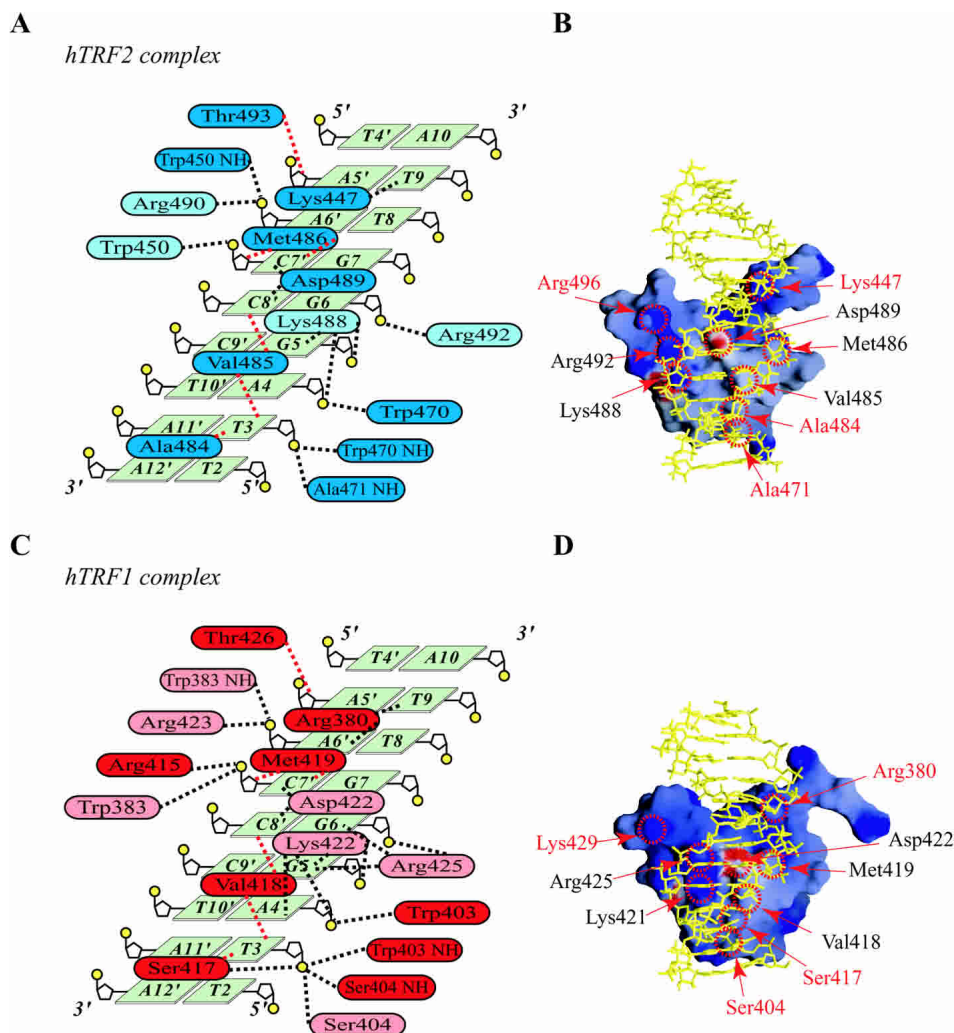 A
hTRF2 complex
5'
3'
Thr493
T4' A10
Trp450 NH
A5' T9
Lys447
Arg490
A6' T8
Trp450
Met486
C7' G7
Asp489
C8' G6
Lys488
Arg492
C9' G5
Val485
T10' A4
Trp470
A11' T3
Ala484
Trp470 NH
A12' T2
3'
5'
Ala471 NH
B
Arg496
Lys447
Asp489
Arg492
Met486
Lys488
Val485
Ala484
Ala471
C
hTRF1 complex
5'
3'
Thr426
T4' A10
Trp383 NH
A5' T9
Arg380
Arg423
A6' T8
Met419
Arg415
C7' G7
Trp383
Asp422
C8' G6
Lys422
Arg425
C9' G5
Val418
T10' A4
Trp403
A11' T3
Trp403 NH
Ser417
Ser404 NH
A12' T2
3'
5'
Ser404
D
Arg380
Lys429
Asp422
Arg425
Met419
Lys421
Val418
Ser417
Ser404